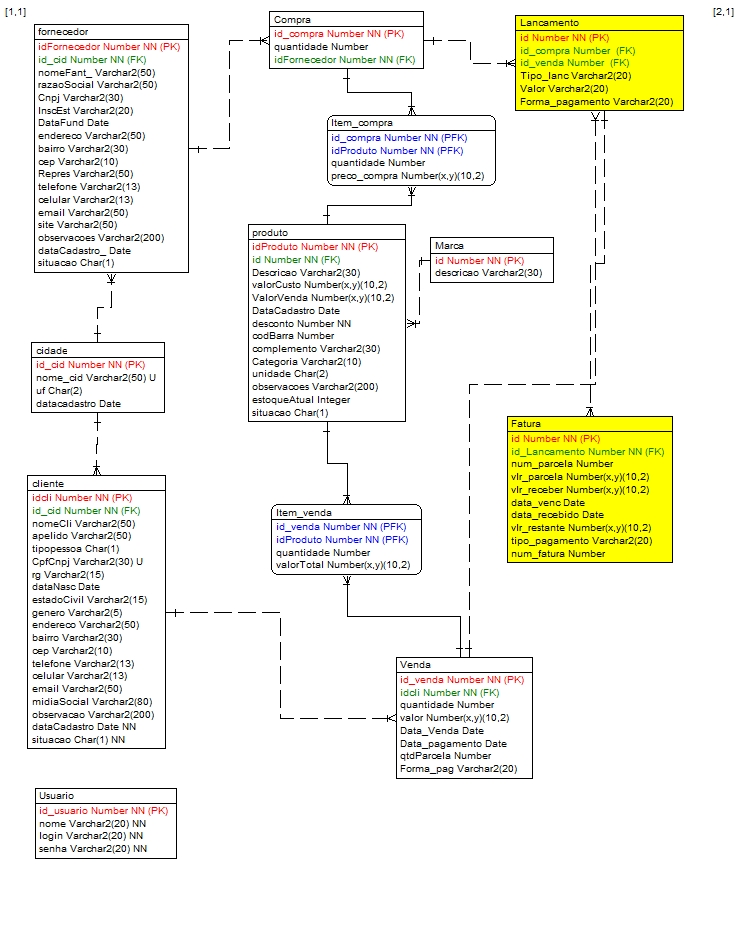 [1,1]
[2,1]
fornecedor
idFornecedor Number NN (PK)
id_cid Number NN (FK)
nomeFant_ Varchar2(50)
razaoSocial Varchar2(50)
Cnpj Varchar2(30)
InscEst Varchar2(20)
DataFund Date
endereco Varchar2(50)
bairro Varchar2(30)
cep Varchar2(10)
Repres Varchar2(50)
telefone Varchar2(13)
celular Varchar2(13)
email Varchar2(50)
site Varchar2(50)
observacoes Varchar2(200)
dataCadastro_ Date
situacao Char(1)
Compra
id_compra Number NN (PK)
quantidade Number
idFornecedor Number NN (FK)
Lancamento
id Number NN (PK)
id_compra Number (FK)
id_venda Number (FK)
Tipo_lanc Varchar2(20)
Valor Varchar2(20)
Forma_pagamento Varchar2(20)
Item_compra
id_compra Number NN (PFK)
idProduto Number NN (PFK)
quantidade Number
preco_compra Number(x,y)(10,2)
produto
idProduto Number NN (PK)
id Number NN (FK)
Descricao Varchar2(30)
valorCusto Number(x,y)(10,2)
ValorVenda Number(x,y)(10,2)
DataCadastro Date
desconto Number NN
codBarra Number
complemento Varchar2(30)
Categoria Varchar2(10)
unidade Char(2)
observacoes Varchar2(200)
estoqueAtual Integer
situacao Char(1)
Marca
id Number NN (PK)
descricao Varchar2(30)
cidade
id_cid Number NN (PK)
nome_cid Varchar2(50) U
uf Char(2)
datacadastro Date
Fatura
id Number NN (PK)
id_Lancamento Number NN (FK)
num_parcela Number
vlr_parcela Number(x,y)(10,2)
vlr_receber Number(x,y)(10,2)
data_venc Date
data_recebido Date
vlr_restante Number(x,y)(10,2)
tipo_pagamento Varchar2(20)
num_fatura Number
cliente
idcli Number NN (PK)
id_cid Number NN (FK)
nomeCli Varchar2(50)
apelido Varchar2(50)
tipopessoa Char(1)
CpfCnpj Varchar2(30) U
rg Varchar2(15)
dataNasc Date
estadoCivil Varchar2(15)
genero Varchar2(5)
endereco Varchar2(50)
bairro Varchar2(30)
cep Varchar2(10)
telefone Varchar2(13)
celular Varchar2(13)
email Varchar2(50)
midiaSocial Varchar2(80)
observacao Varchar2(200)
dataCadastro Date NN
situacao Char(1) NN
Item_venda
id_venda Number NN (PFK)
idProduto Number NN (PFK)
quantidade Number
valorTotal Number(x,y)(10,2)
Venda
id_venda Number NN (PK)
idcli Number NN (FK)
quantidade Number
valor Number(x,y)(10,2)
Data_Venda Date
Data_pagamento Date
qtdParcela Number
Forma_pag Varchar2(20)
Usuario
id_usuario Number NN (PK)
nome Varchar2(20) NN
login Varchar2(20) NN
senha Varchar2(20) NN